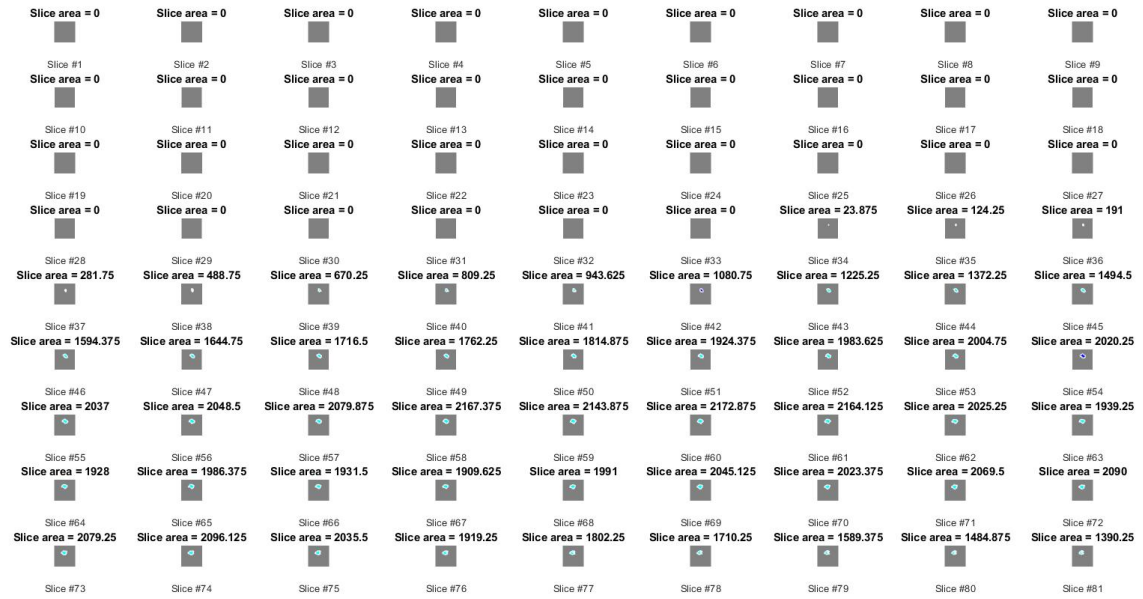 Slice area = 0 Slice area = 0 Slice area = 0 Slice area = 0 Slice area = 0 Slice area = 0 Slice area = 0 Slice area = 0 Slice area = 0
Slice #1 Slice #2 Slice #3 Slice #4 Slice #5 Slice #6 Slice #7 Slice #8 Slice #9
Slice area = 0 Slice area = 0 Slice area = 0 Slice area = 0 Slice area = 0 Slice area = 0 Slice area = 0 Slice area = 0 Slice area = 0
Slice #10 Slice #11 Slice #12 Slice #13 Slice #14 Slice #15 Slice #16 Slice #17 Slice #18
Slice area = 0 Slice area = 0 Slice area = 0 Slice area = 0 Slice area = 0 Slice area = 0 Slice area = 0 Slice area = 0 Slice area = 0
Slice #19 Slice #20 Slice #21 Slice #22 Slice #23 Slice #24 Slice #25 Slice #26 Slice #27
Slice area = 0 Slice area = 0 Slice area = 0 Slice area = 0 Slice area = 0 Slice area = 0 Slice area = 23.875 Slice area = 124.25 Slice area = 191
Slice #28 Slice #29 Slice #30 Slice #31 Slice #32 Slice #33 Slice #34 Slice #35 Slice #36
Slice area = 281.75 Slice area = 488.75 Slice area = 670.25 Slice area = 809.25 Slice area = 943.625 Slice area = 1080.75 Slice area = 1225.25 Slice area = 1372.25 Slice area = 1494.5
Slice #37 Slice #38 Slice #39 Slice #40 Slice #41 Slice #42 Slice #43 Slice #44 Slice #45
Slice area = 1594.375 Slice area = 1644.75 Slice area = 1716.5 Slice area = 1762.25 Slice area = 1814.875 Slice area = 1924.375 Slice area = 1983.625 Slice area = 2004.75 Slice area = 2020.25
Slice #46 Slice #47 Slice #48 Slice #49 Slice #50 Slice #51 Slice #52 Slice #53 Slice #54
Slice area = 2037 Slice area = 2048.5 Slice area = 2079.875 Slice area = 2167.375 Slice area = 2143.875 Slice area = 2172.875 Slice area = 2164.125 Slice area = 2025.25 Slice area = 1939.25
Slice #55 Slice #56 Slice #57 Slice #58 Slice #59 Slice #60 Slice #61 Slice #62 Slice #63
Slice area = 1928 Slice area = 1986.375 Slice area = 1931.5 Slice area = 1909.625 Slice area = 1991 Slice area = 2045.125 Slice area = 2023.375 Slice area = 2069.5 Slice area = 2090
Slice #64 Slice #65 Slice #66 Slice #67 Slice #68 Slice #69 Slice #70 Slice #71 Slice #72
Slice area = 2079.25 Slice area = 2096.125 Slice area = 2035.5 Slice area = 1919.25 Slice area = 1802.25 Slice area = 1710.25 Slice area = 1589.375 Slice area = 1484.875 Slice area = 1390.25
Slice #73 Slice #74 Slice #75 Slice #76 Slice #77 Slice #78 Slice #79 Slice #80 Slice #81